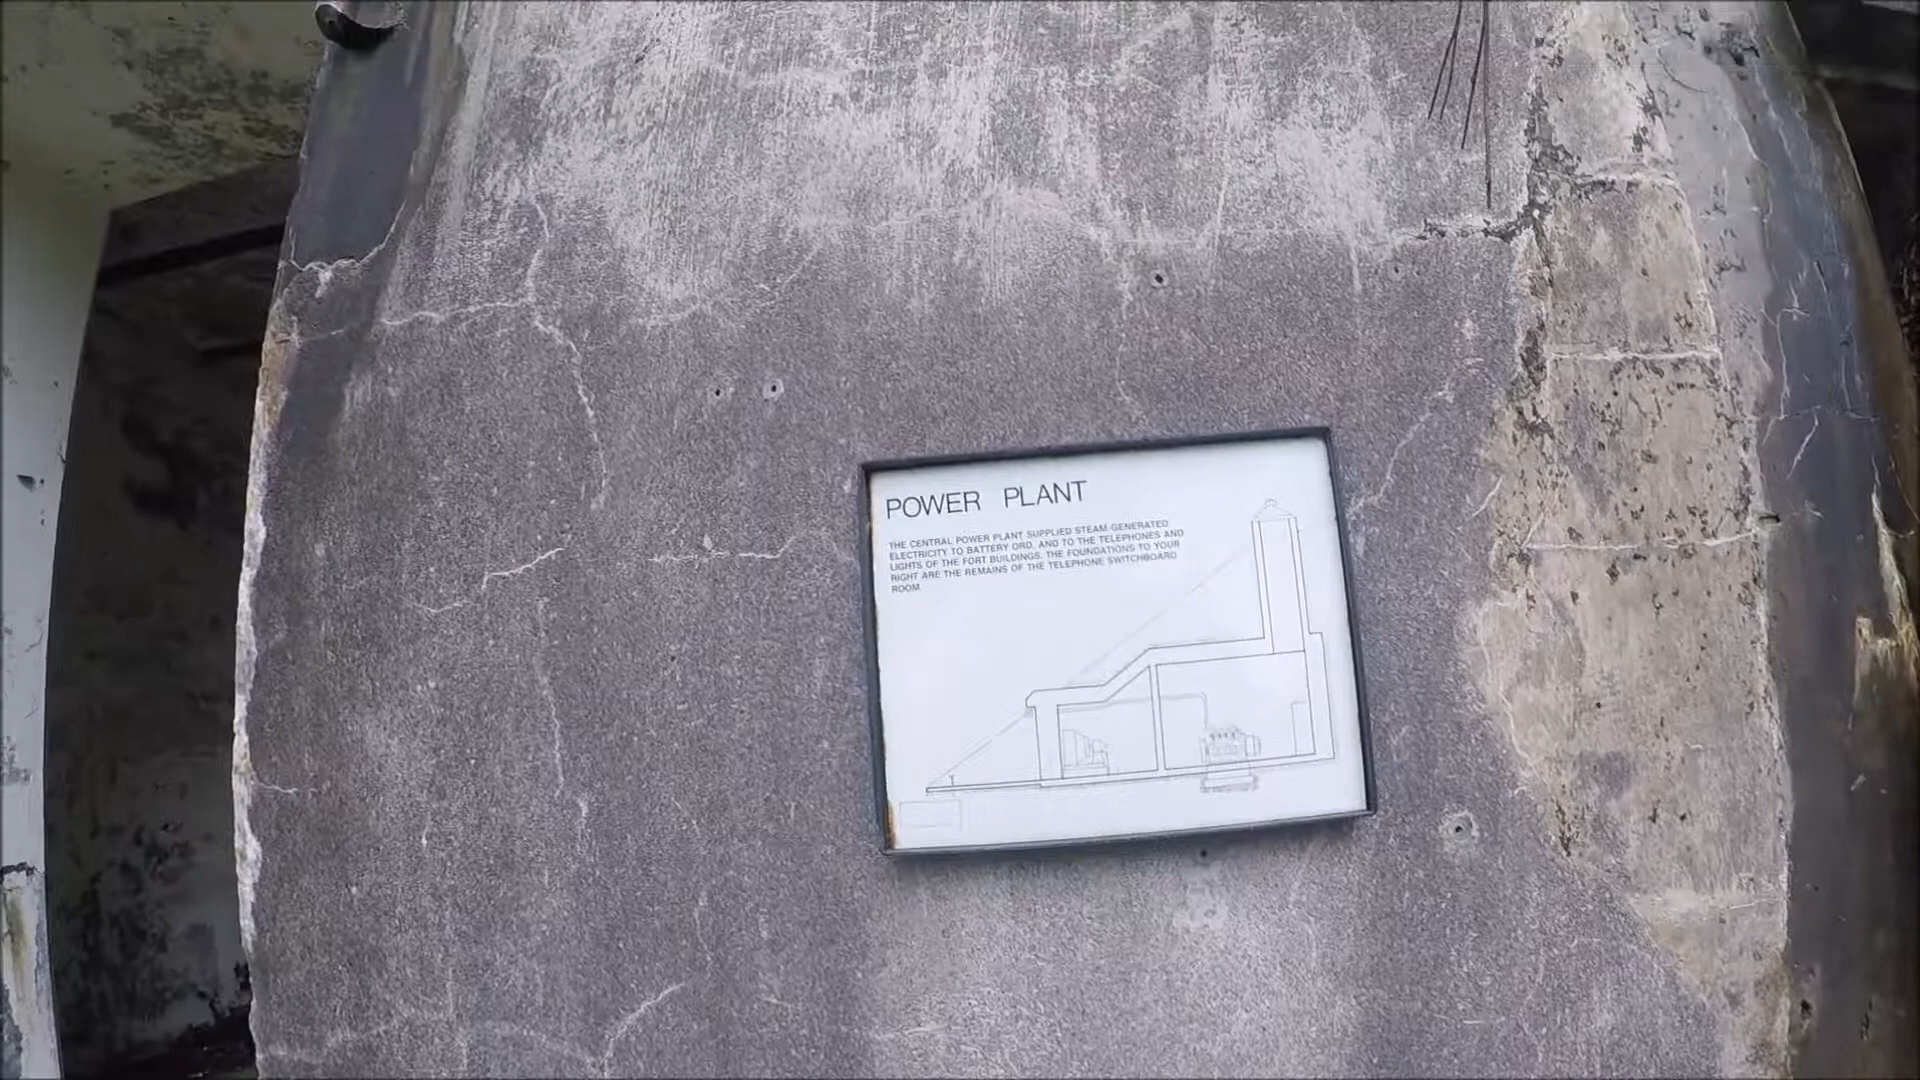 POWER PLANT
THE CENTRAL POWER PLANT SUPPLIED STEAM GENERATED
ELECTRICITY TO BATTERY ORD, AND TO THE TELEPHONES AND
LIGHTS OF THE FORT BUILDINGS. THE FOUNDATIONS TO YOUR
RIGHT ARE THE REMAINS OF THE TELEPHONE SWITCHBOARD
ROOM.